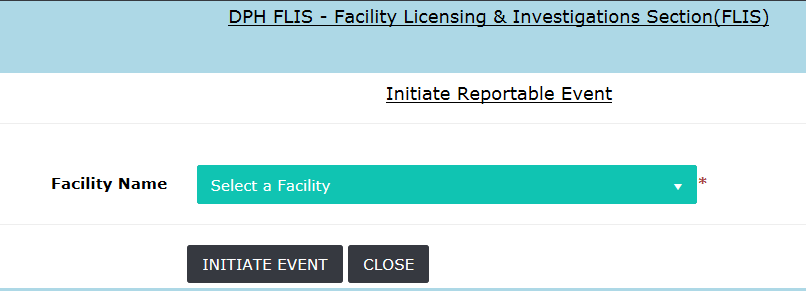 DPH FLIS - Facility Licensing & Investigations Section(FLIS)
Initiate Reportable Event
Facility Name Select a Facility *
INITIATE EVENT CLOSE